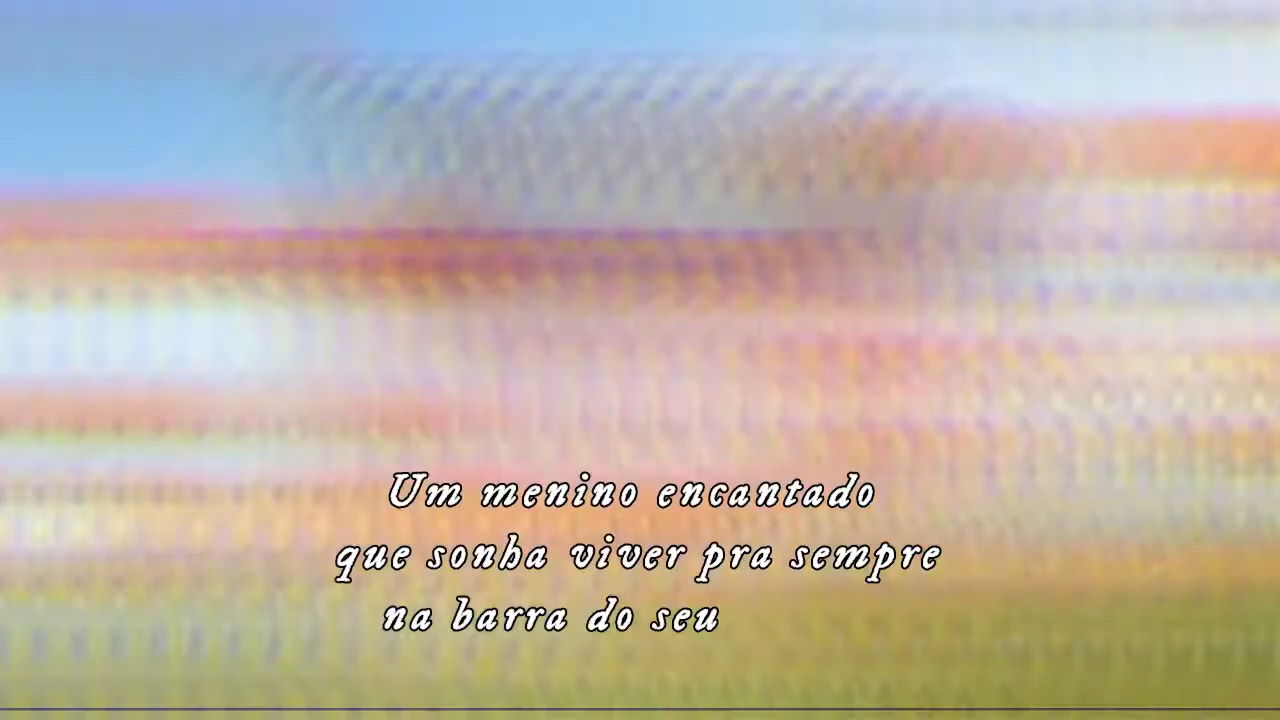 Um menino encantado
que sonha viver pra sempre
na barra do seu